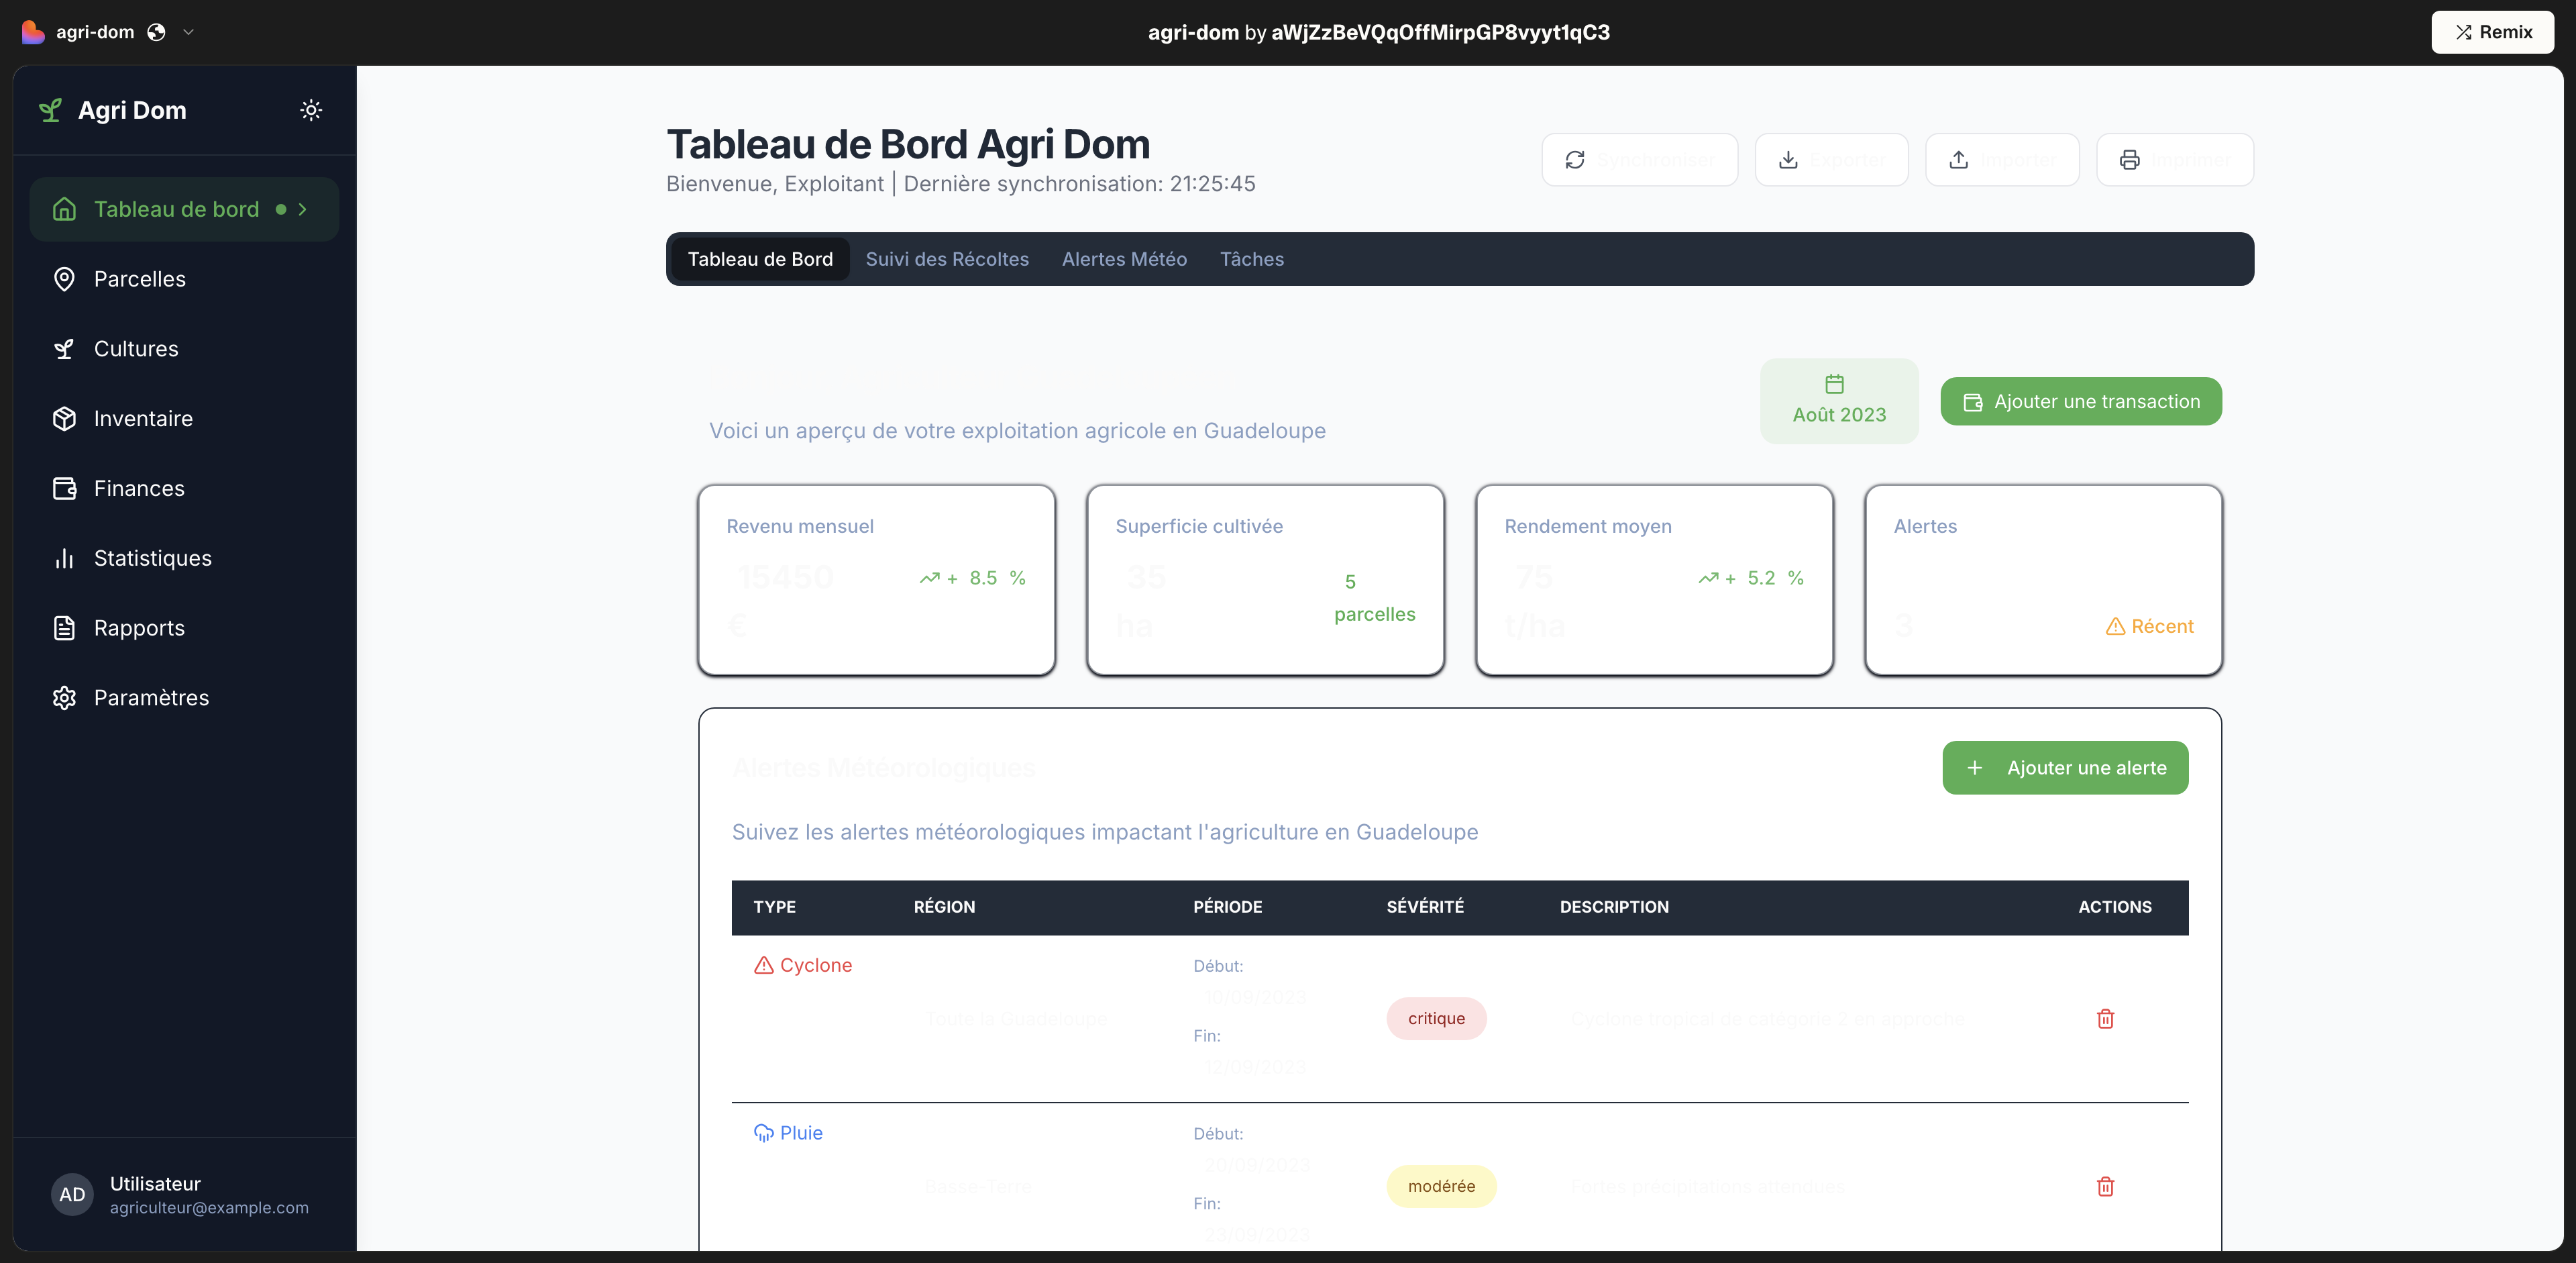 agri-dom
agri-dom by aWjZzBeVQqOffMirpGP8vyyt1qC3
Remix
Agri Dom
Tableau de bord
Parcelles
Cultures
Inventaire
Finances
Statistiques
Rapports
Paramètres
AD
Utilisateur
agriculteur@example.com
Tableau de Bord Agri Dom
Bienvenue, Exploitant | Dernière synchronisation: 21:25:45
Synchroniser
Exporter
Importer
Imprimer
Tableau de Bord
Suivi des Récoltes
Alertes Météo
Tâches
Voici un aperçu de votre exploitation agricole en Guadeloupe
Août 2023
Ajouter une transaction
Revenu mensuel
15450
€
+ 8.5 %
Superficie cultivée
35
ha
5
parcelles
Rendement moyen
75
t/ha
+ 5.2 %
Alertes
3
Récent
Alertes Météorologiques
Ajouter une alerte
Suivez les alertes météorologiques impactant l'agriculture en Guadeloupe
TYPE RÉGION PÉRIODE SÉVÉRITÉ DESCRIPTION ACTIONS
Cyclone
Toute la Guadeloupe
Début:
10/09/2023
Fin:
12/09/2023
critique
Cyclone tropical de catégorie 2 en approche
Pluie
Basse-Terre
Début:
20/09/2023
Fin:
23/09/2023
modérée
Fortes précipitations attendues